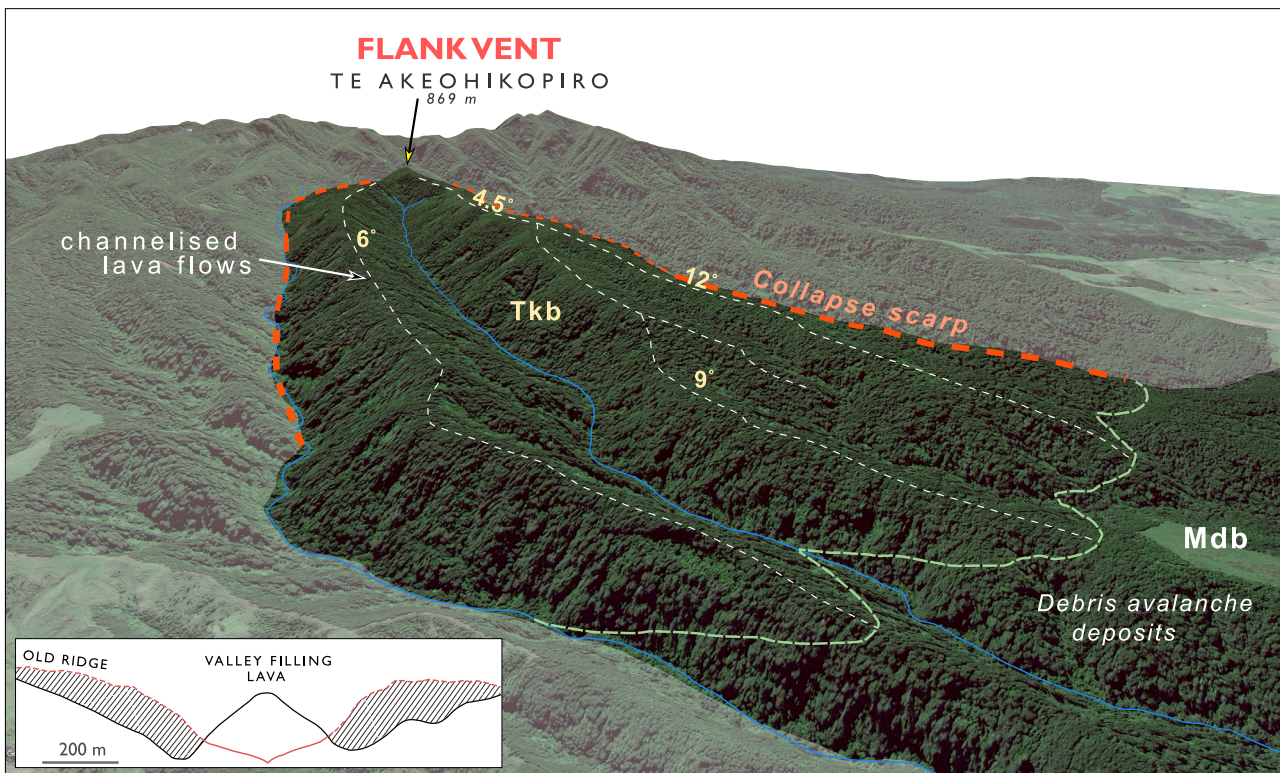 FLANK VENT
TE AKEOHIKOPIRO
869 m
4.5°
6°
channelised
lava flows
12°
Collapse scarp
Tkb
9°
Mdb
Debris avalanche
deposits
OLD RIDGE
VALLEY FILLING
LAVA
200 m